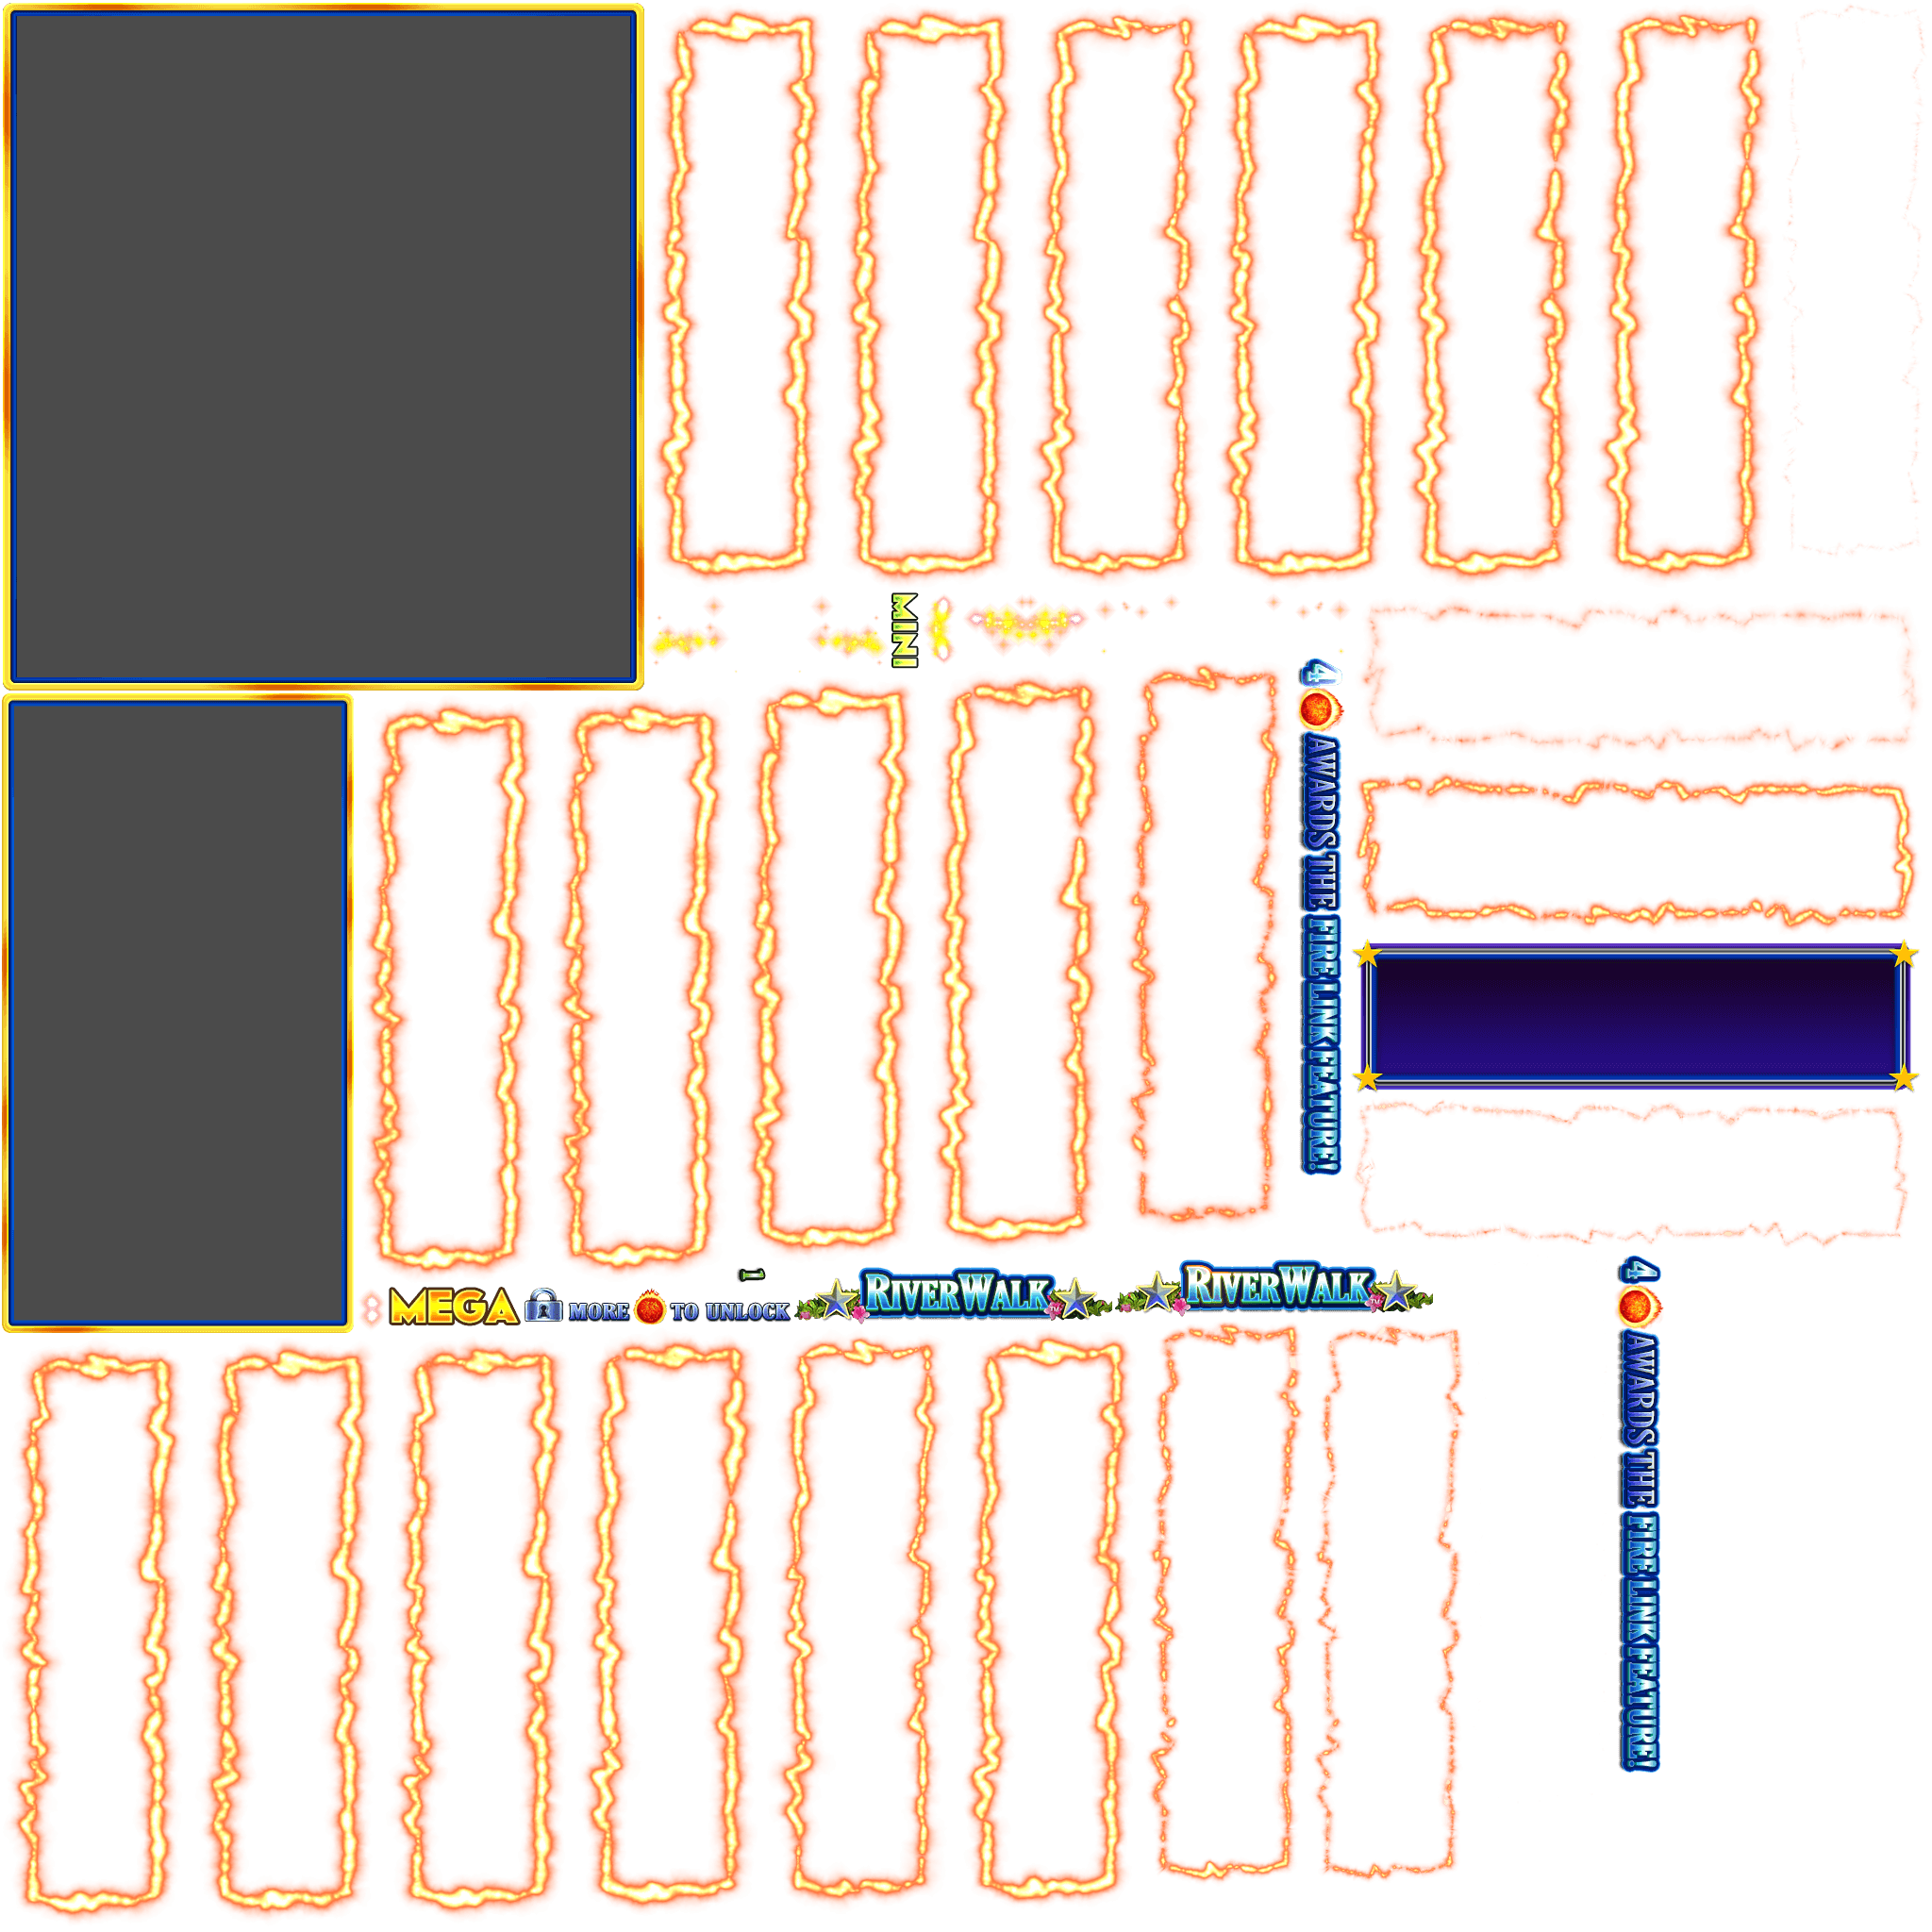 MINI
4 AWARDS THE FIRE LINK FEATURE!
MEGA
MORE TO UNLOCK
RIVERWALK
RIVERWALK
4 AWARDS THE FIRE LINK FEATURE!